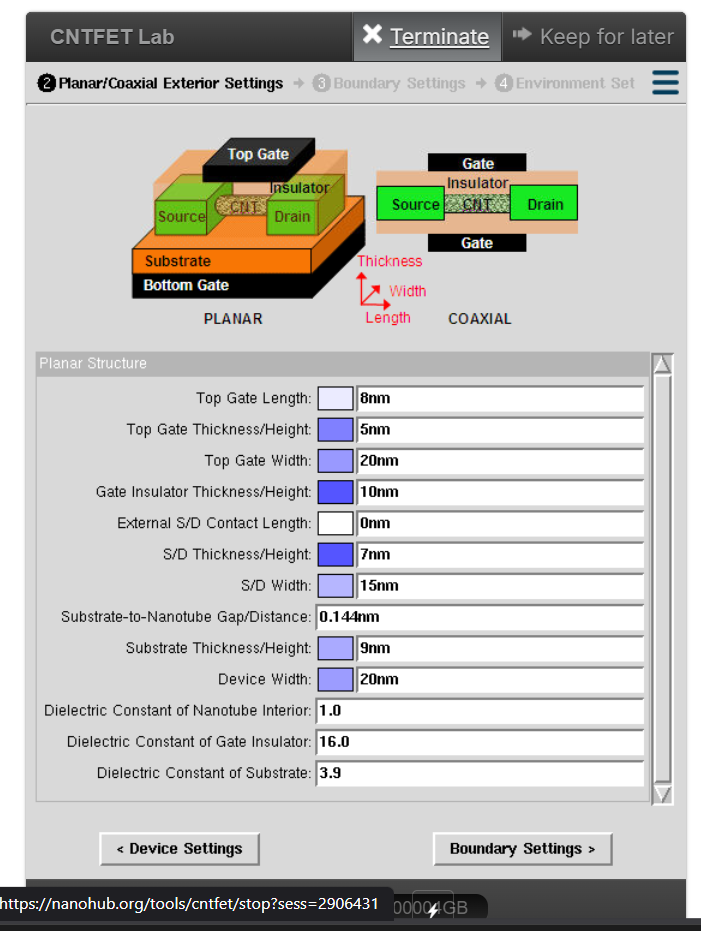 CNTFET Lab
Terminate
Keep for later
2 Planar/Coaxial Exterior Settings → 3 Boundary Settings → 4 Environment Set
Top Gate
Insulator
Source
CNT
Drain
Substrate
Bottom Gate
PLANAR
Thickness
Width
Length
Gate
Insulator
Source
CNT
Drain
Gate
COAXIAL
Planar Structure
Top Gate Length: 8nm
Top Gate Thickness/Height: 5nm
Top Gate Width: 20nm
Gate Insulator Thickness/Height: 10nm
External S/D Contact Length: 0nm
S/D Thickness/Height: 7nm
S/D Width: 15nm
Substrate-to-Nanotube Gap/Distance: 0.144nm
Substrate Thickness/Height: 9nm
Device Width: 20nm
Dielectric Constant of Nanotube Interior: 1.0
Dielectric Constant of Gate Insulator: 16.0
Dielectric Constant of Substrate: 3.9
< Device Settings
Boundary Settings >
https://nanohub.org/tools/cntfet/stop?sess=2906431